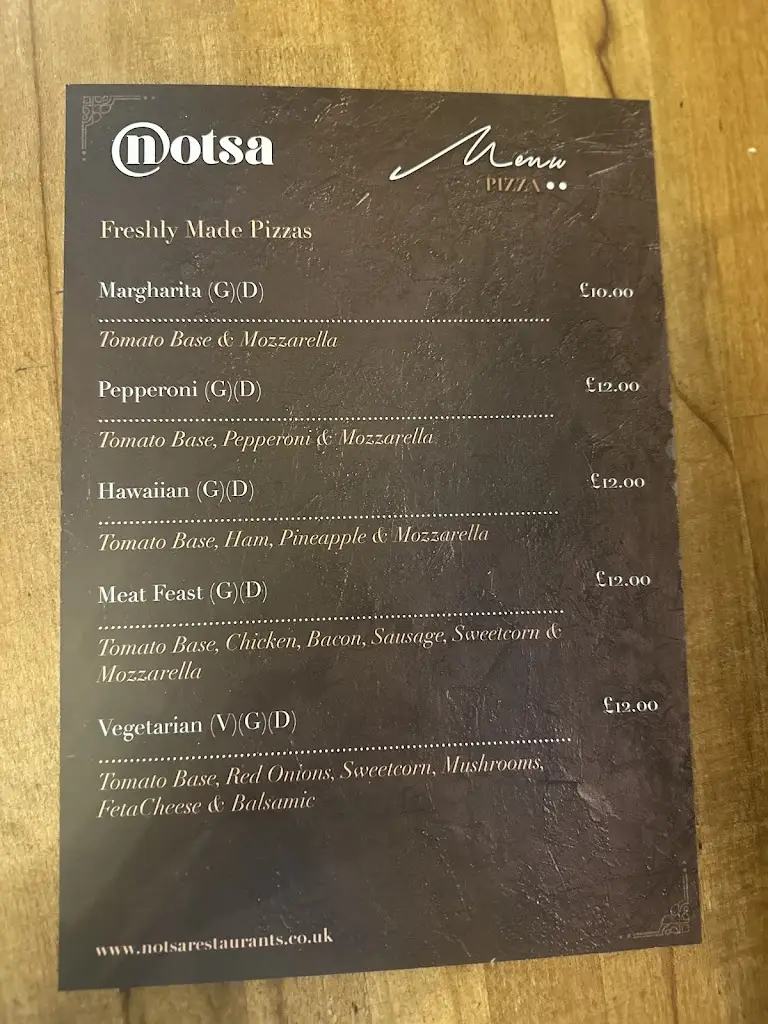 notsa
Menu
PIZZA
Freshly Made Pizzas
Margharita (G)(D) £10.00
Tomato Base & Mozzarella
Pepperoni (G)(D) £12.00
Tomato Base, Pepperoni & Mozzarella
Hawaiian (G)(D) £12.00
Tomato Base, Ham, Pineapple & Mozzarella
Meat Feast (G)(D) £12.00
Tomato Base, Chicken, Bacon, Sausage, Sweetcorn &
Mozzarella
Vegetarian (V)(G)(D) £12.00
Tomato Base, Red Onions, Sweetcorn, Mushrooms,
FetaCheese & Balsamic
www.notsarestaurants.co.uk